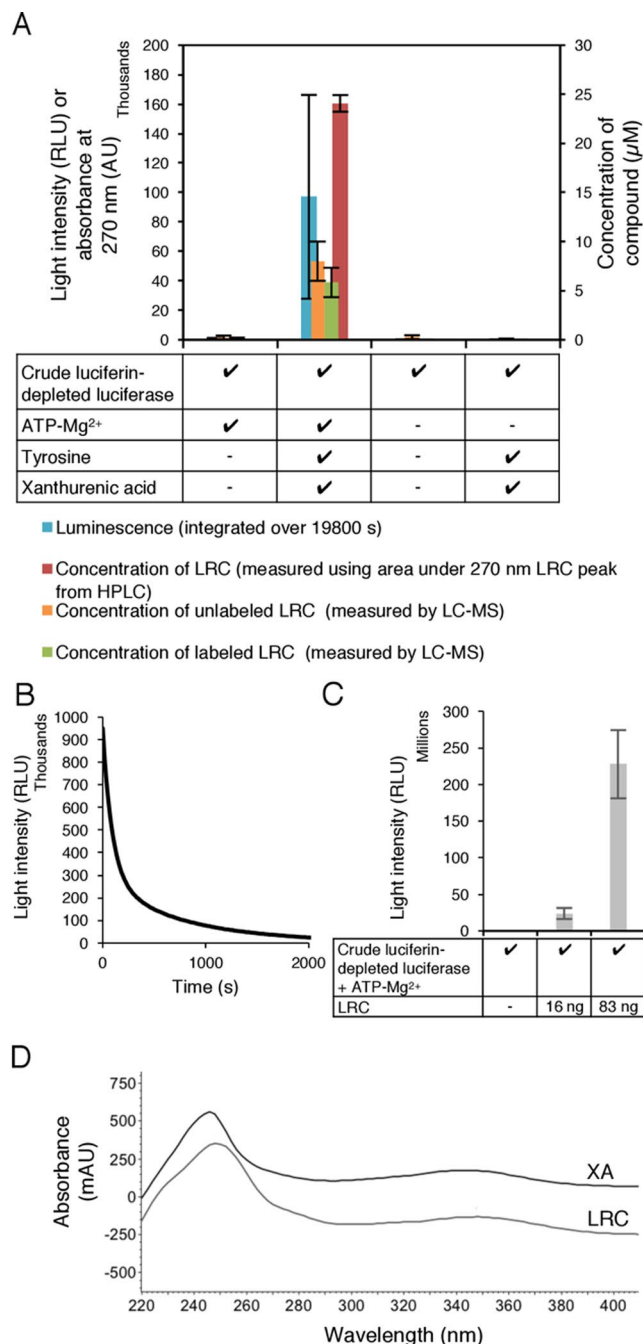 A
Light intensity (RLU) or
absorbance at
270 nm (AU)
Thousands
200
180
160
140
120
100
80
60
40
20
0
30
25
20
15
10
5
0
Concentration of
compound (µM)
Crude luciferin-
depleted luciferase
✔ ✔ ✔ ✔
ATP-Mg²⁺ ✔ ✔ - -
Tyrosine - ✔ - ✔
Xanthurenic acid - ✔ - ✔
Luminescence (integrated over 19800 s)
Concentration of LRC (measured using area under 270 nm LRC peak
from HPLC)
Concentration of unlabeled LRC (measured by LC-MS)
Concentration of labeled LRC (measured by LC-MS)
B
Light intensity (RLU)
Thousands
1000
900
800
700
600
500
400
300
200
100
0
0 1000 2000
Time (s)
C
Light intensity (RLU)
Millions
300
250
200
150
100
50
0
Crude luciferin-
depleted luciferase
+ ATP-Mg²⁺
✔ ✔ ✔
LRC - 16 ng 83 ng
D
Absorbance
(mAU)
750
500
250
0
-250
-500
XA
LRC
220 240 260 280 300 320 340 360 380 400
Wavelength (nm)